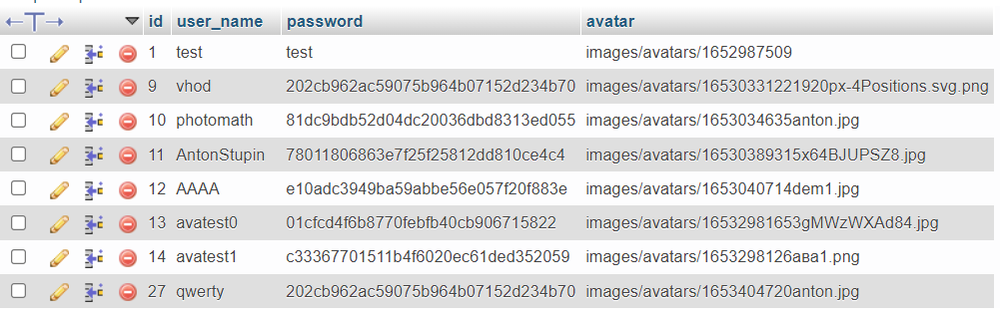 id user_name password avatar
1 test test images/avatars/1652987509
9 vhod 202cb962ac59075b964b07152d234b70 images/avatars/16530331221920px-4Positions.svg.png
10 photomath 81dc9bdb52d04dc20036dbd8313ed055 images/avatars/1653034635anton.jpg
11 AntonStupin 78011806863e7f25f25812dd810ce4c4 images/avatars/16530389315x64BJUPSZ8.jpg
12 AAAA e10adc3949ba59abbe56e057f20f883e images/avatars/1653040714dem1.jpg
13 avatest0 01cfcd4f6b8770febfb40cb906715822 images/avatars/16532981653gMWzWXAd84.jpg
14 avatest1 c33367701511b4f6020ec61ded352059 images/avatars/1653298126ава1.png
27 qwerty 202cb962ac59075b964b07152d234b70 images/avatars/1653404720anton.jpg